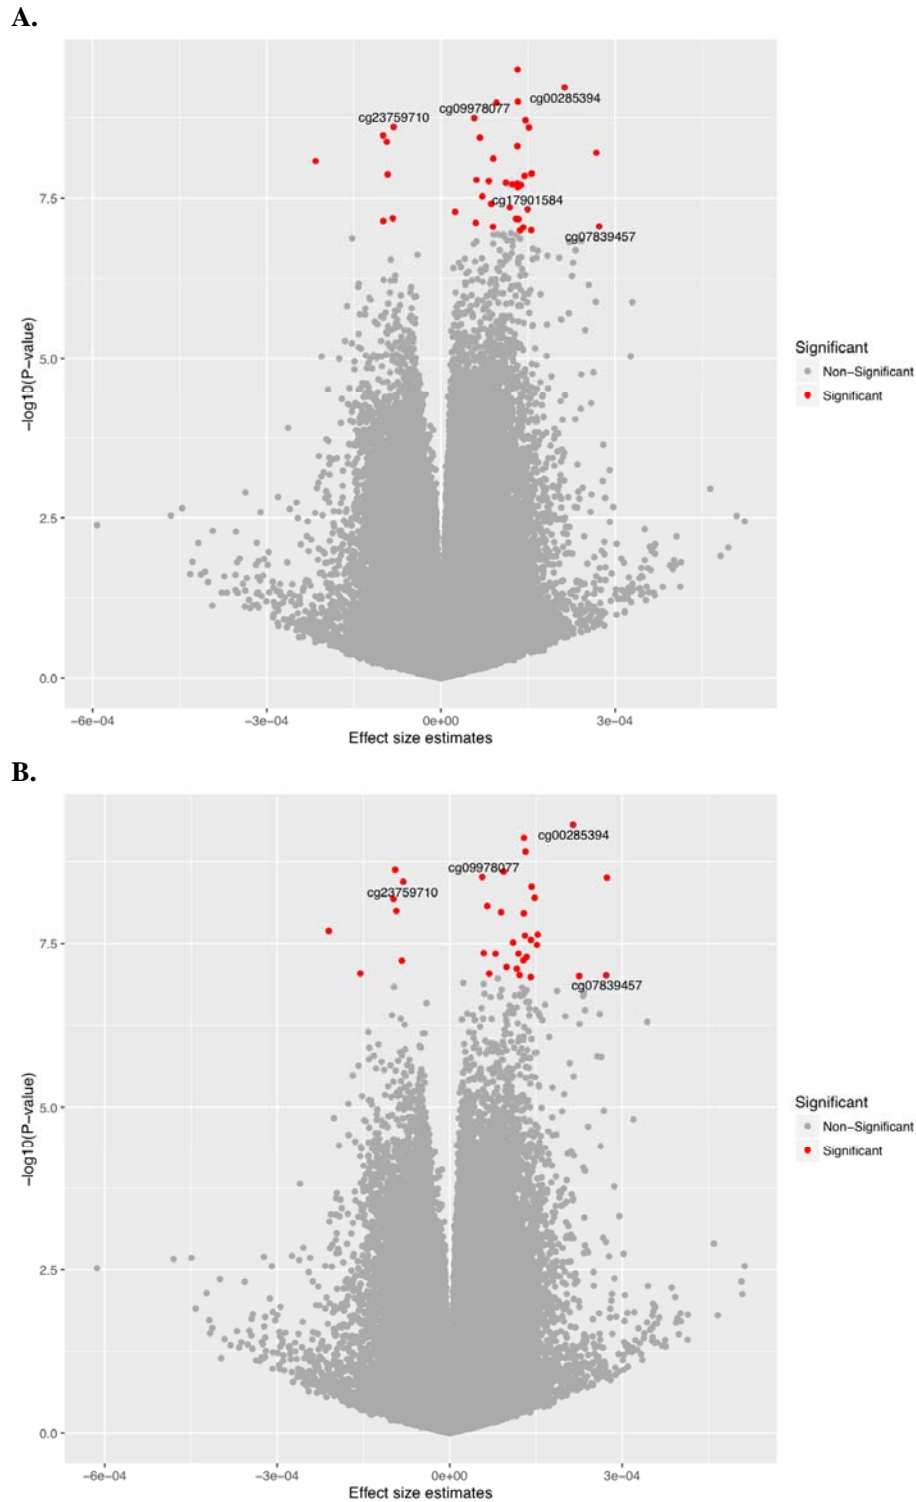 A.
cg00285394
cg09978077
cg23759710
7.5
cg17901584
cg07839457
−log10(P−value)
5.0
2.5
0.0
Significant
Non−Significant
Significant
−6e−04
−3e−04
0e+00
3e−04
Effect size estimates
B.
cg00285394
cg09978077
cg23759710
7.5
cg07839457
−log10(P−value)
5.0
2.5
0.0
Significant
Non−Significant
Significant
−6e−04
−3e−04
0e+00
3e−04
Effect size estimates